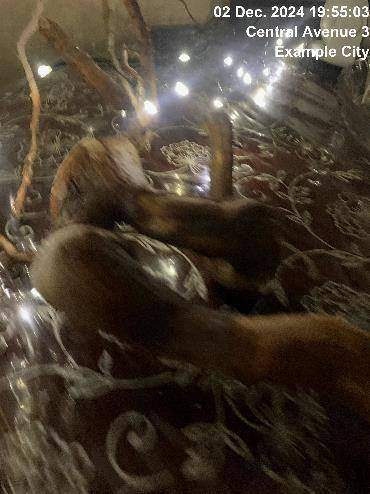 02 Dec. 2024 19:55:03
Central Avenue 3
Example City